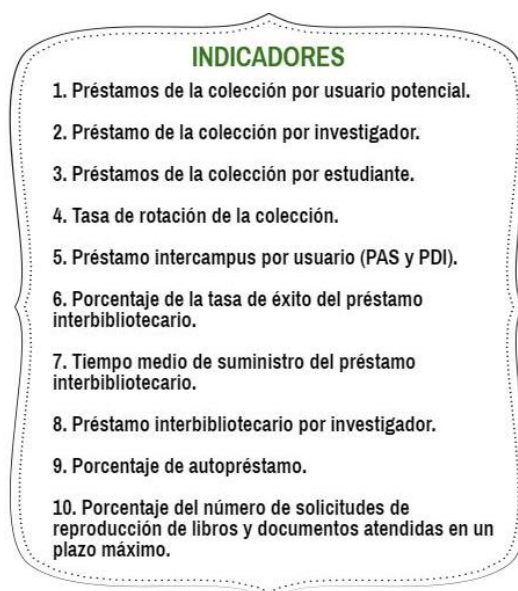 INDICADORES
1. Préstamos de la colección por usuario potencial.
2. Préstamo de la colección por investigador.
3. Préstamos de la colección por estudiante.
4. Tasa de rotación de la colección.
5. Préstamo intercampus por usuario (PAS y PDI).
6. Porcentaje de la tasa de éxito del préstamo
interbibliotecario.
7. Tiempo medio de suministro del préstamo
interbibliotecario.
8. Préstamo interbibliotecario por investigador.
9. Porcentaje de autopréstamo.
10. Porcentaje del número de solicitudes de
reproducción de libros y documentos atendidas en un
plazo máximo.